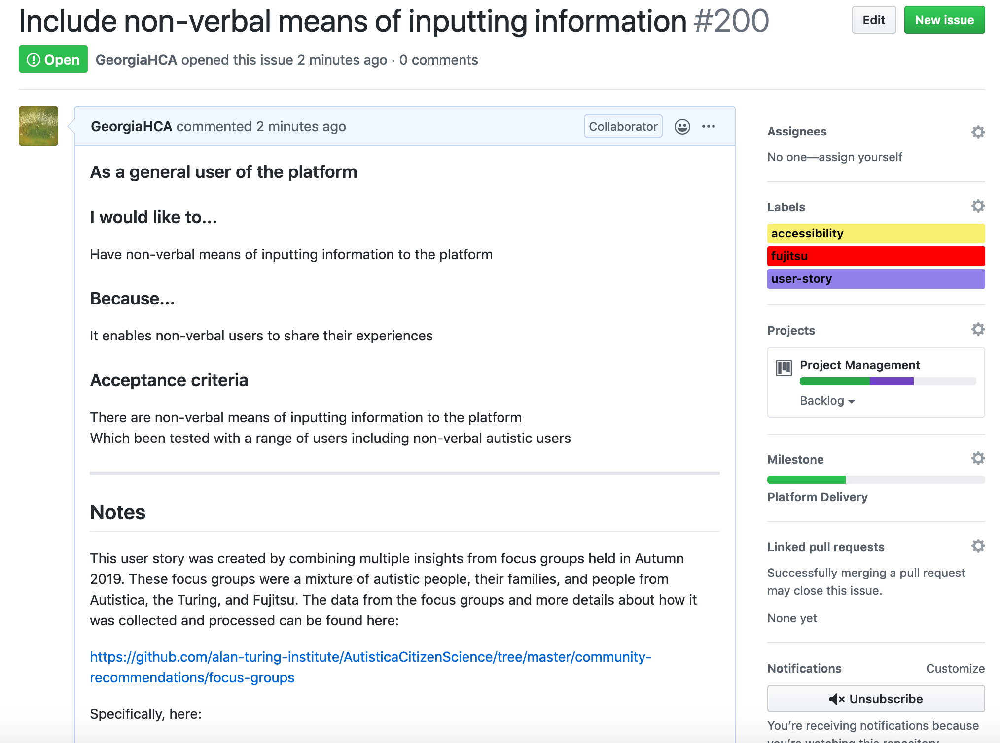 Include non-verbal means of inputting information #200
Edit
New issue
Open
GeorgiaHCA opened this issue 2 minutes ago · 0 comments
GeorgiaHCA commented 2 minutes ago
Collaborator
As a general user of the platform
I would like to...
Have non-verbal means of inputting information to the platform
Because...
It enables non-verbal users to share their experiences
Acceptance criteria
There are non-verbal means of inputting information to the platform
Which been tested with a range of users including non-verbal autistic users
Notes
This user story was created by combining multiple insights from focus groups held in Autumn
2019. These focus groups were a mixture of autistic people, their families, and people from
Autistica, the Turing, and Fujitsu. The data from the focus groups and more details about how it
was collected and processed can be found here:
https://github.com/alan-turing-institute/AutisticaCitizenScience/tree/master/community-
recommendations/focus-groups
Specifically, here:
Assignees
No one—assign yourself
Labels
accessibility
fujitsu
user-story
Projects
Project Management
Backlog
Milestone
Platform Delivery
Linked pull requests
Successfully merging a pull request
may close this issue.
None yet
Notifications
Customize
Unsubscribe
You're receiving notifications because
you're watching this repository.